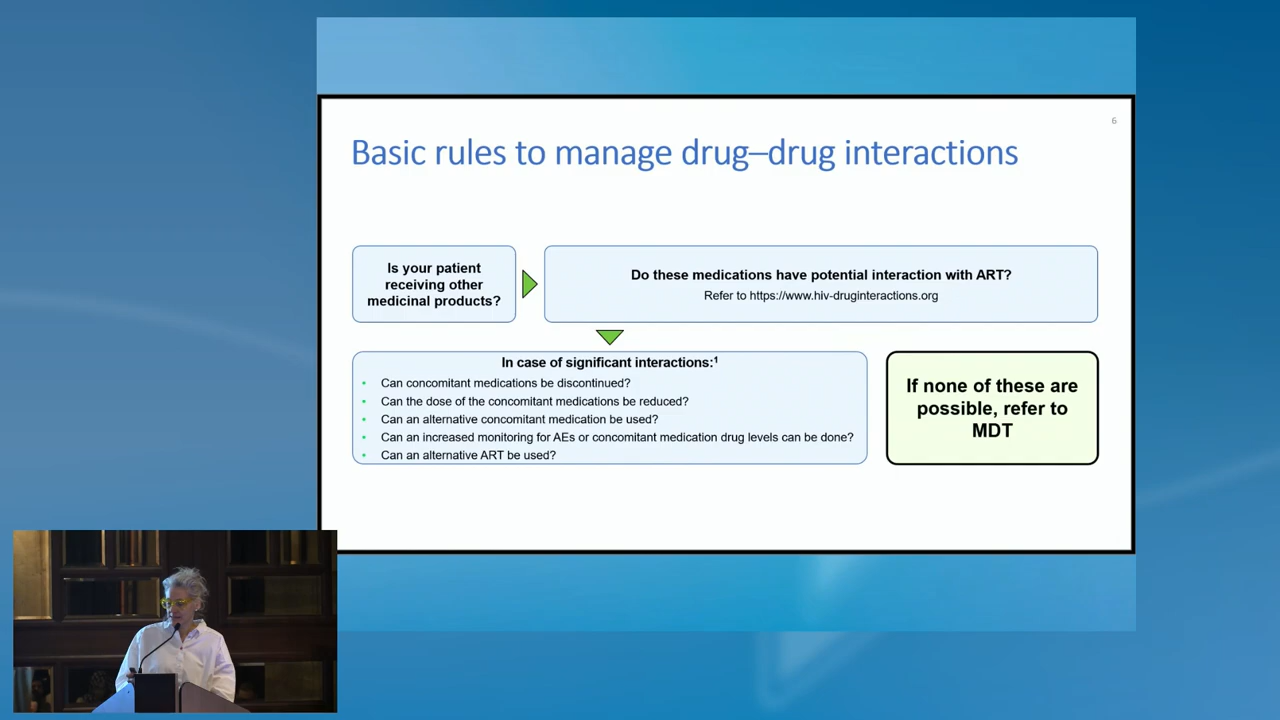 6
Basic rules to manage drug–drug interactions
Is your patient
receiving other
medicinal products?
Do these medications have potential interaction with ART?
Refer to https://www.hiv-druginteractions.org
In case of significant interactions:¹
• Can concomitant medications be discontinued?
• Can the dose of the concomitant medications be reduced?
• Can an alternative concomitant medication be used?
• Can an increased monitoring for AEs or concomitant medication drug levels can be done?
• Can an alternative ART be used?
If none of these are
possible, refer to
MDT